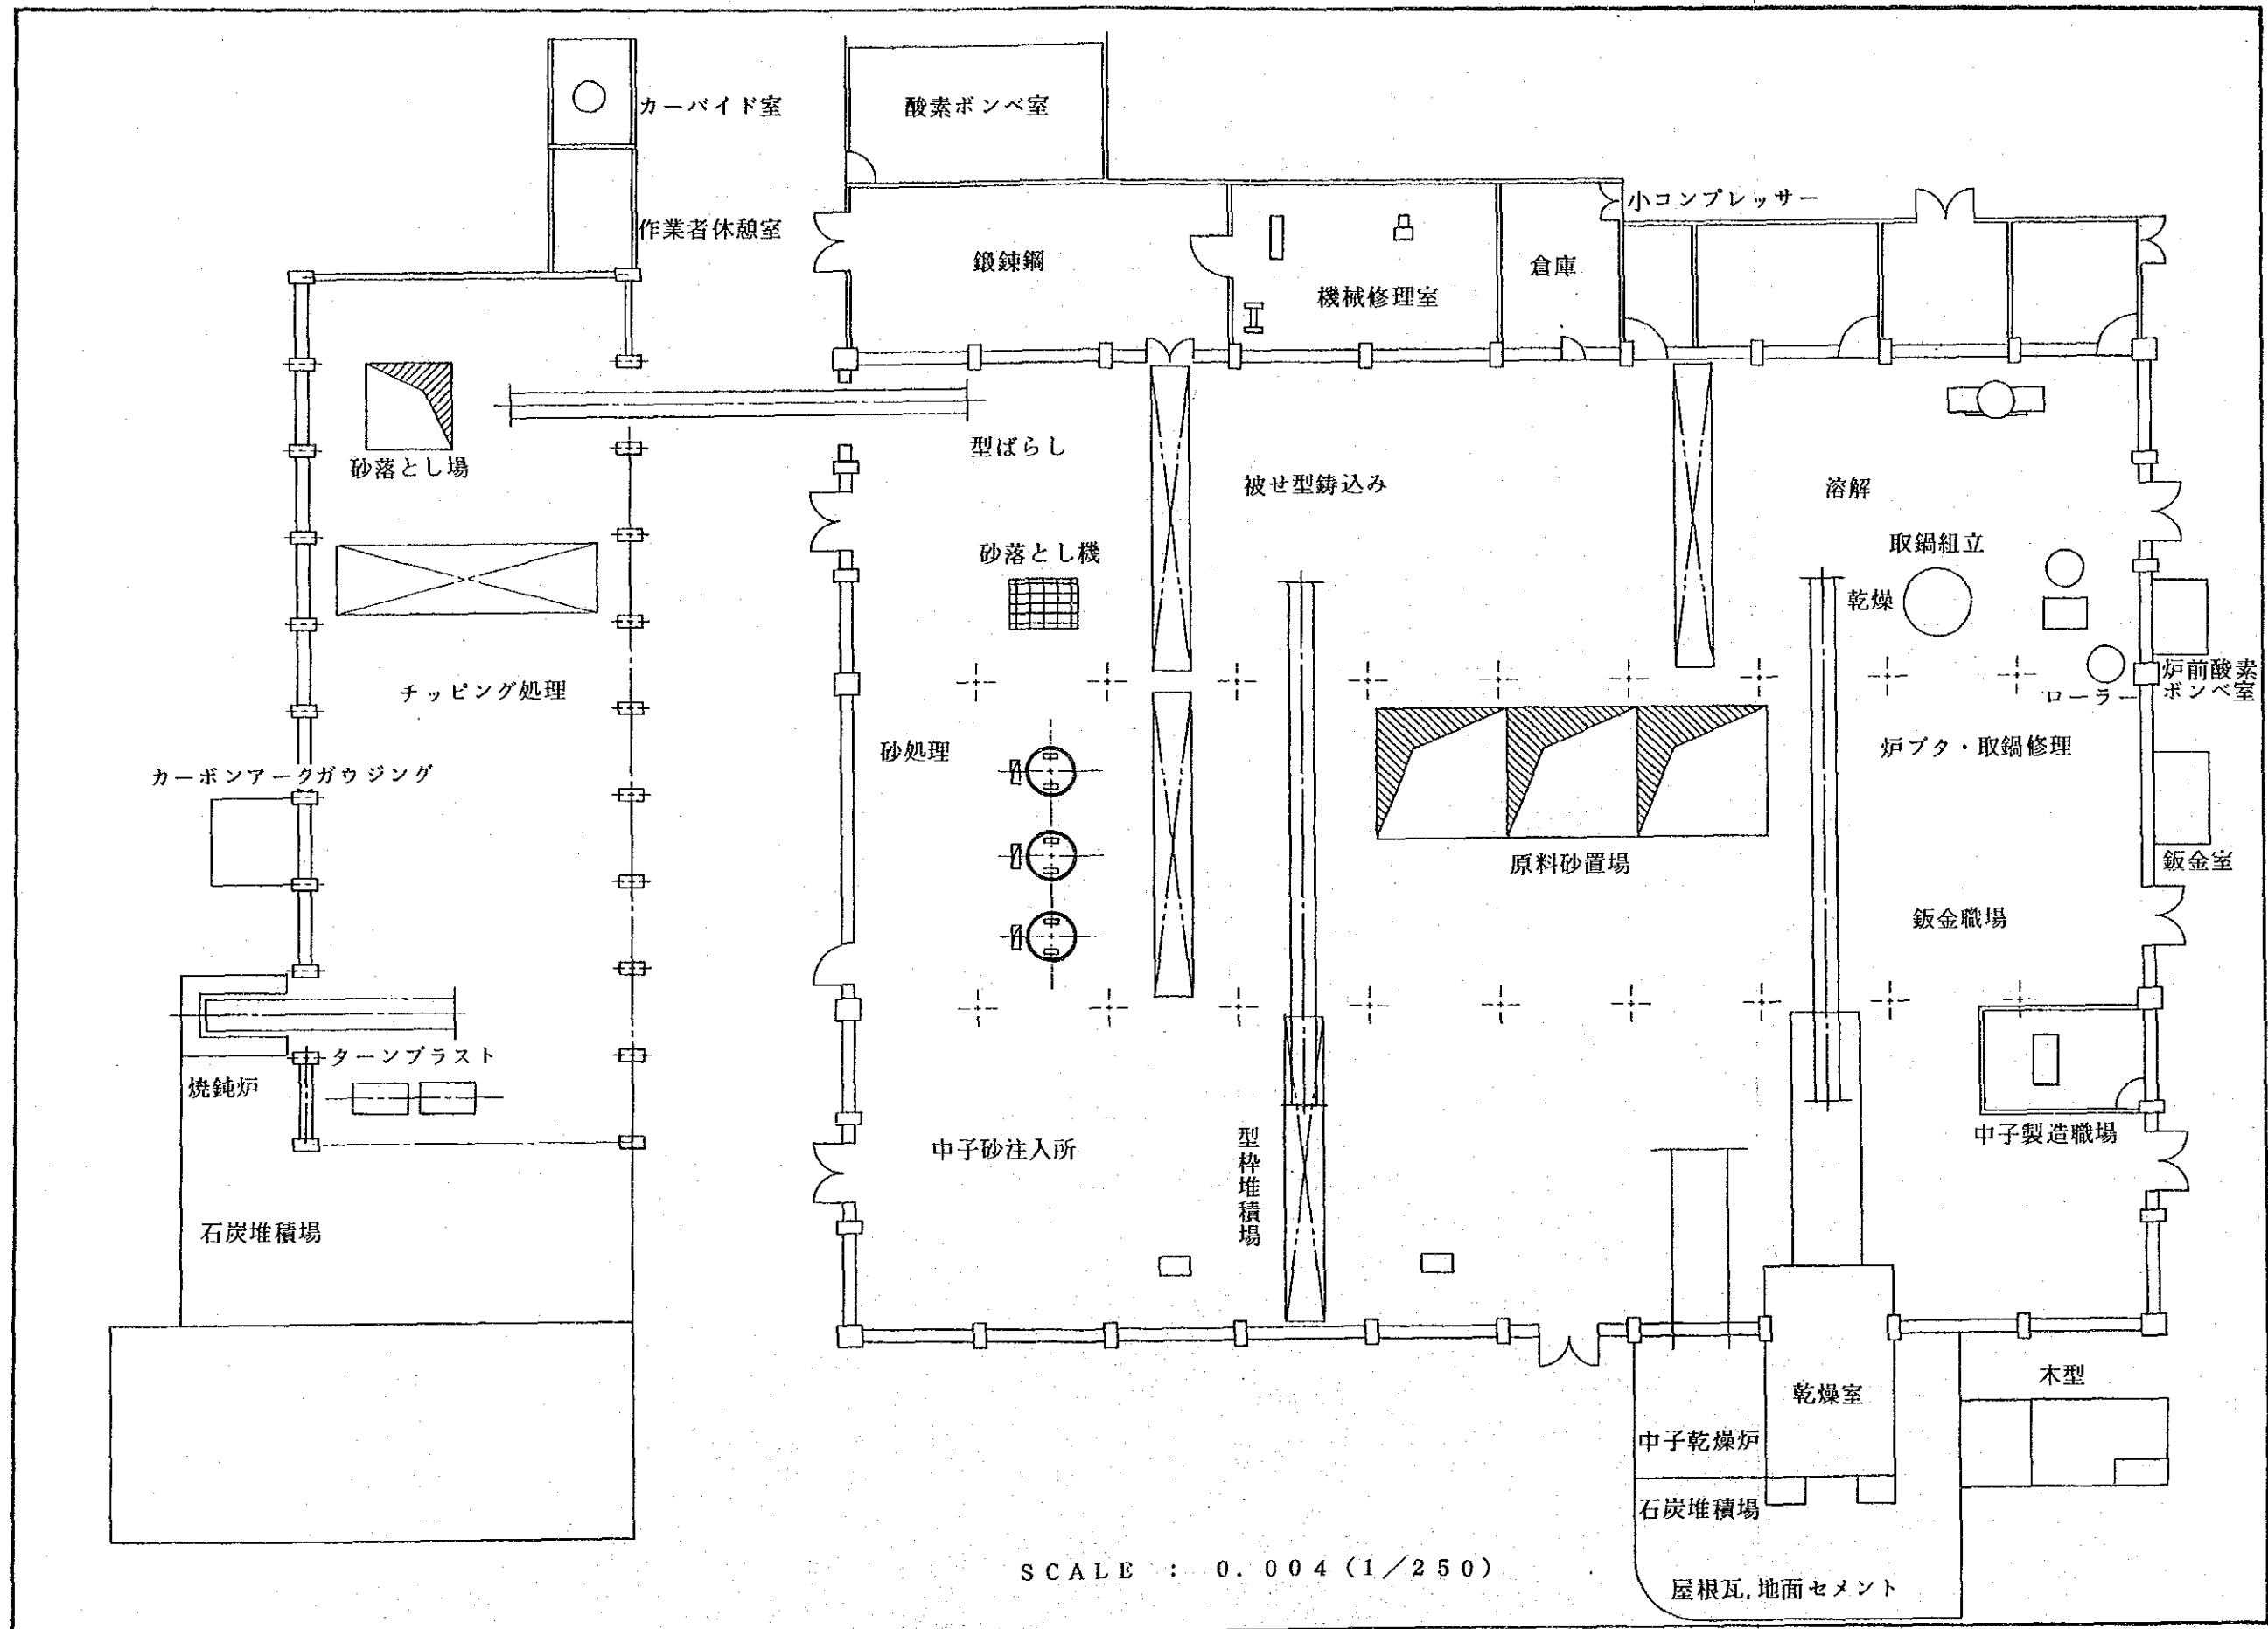 カーバイド室
酸素ボンベ室
作業者休憩室
小コンプレッサー
鍛錬鋼
機械修理室
倉庫
砂落とし場
型ばらし
被せ型鋳込み
溶解
砂落とし機
取鍋組立
乾燥
チッピング処理
炉前酸素
ボンベ室
ローラー
砂処理
炉ブタ・取鍋修理
カーボンアークガウジング
原料砂置場
鈑金室
鈑金職場
ターンブラスト
焼鈍炉
中子砂注入所
型枠堆積場
中子製造職場
石炭堆積場
木型
乾燥室
中子乾燥炉
石炭堆積場
SCALE : 0.004(1/250)
屋根瓦,地面セメント